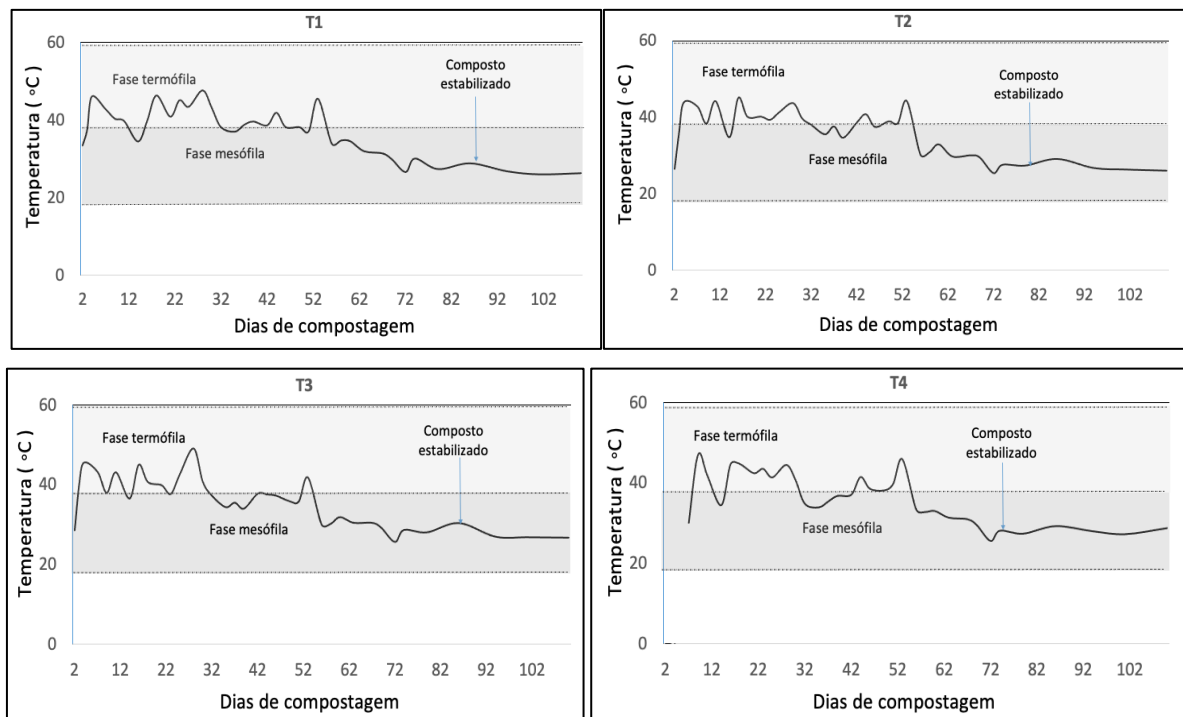 T1
60
40
20
0
Temperatura ( °C)
Fase termófila
Fase mesófila
Composto
estabilizado
2 12 22 32 42 52 62 72 82 92 102
Dias de compostagem
T2
60
40
20
0
Temperatura ( °C)
Fase termófila
Fase mesófila
Composto
estabilizado
2 12 22 32 42 52 62 72 82 92 102
Dias de compostagem
T3
60
40
20
0
Temperatura ( °C)
Fase termófila
Fase mesófila
Composto
estabilizado
2 12 22 32 42 52 62 72 82 92 102
Dias de compostagem
T4
60
40
20
0
Temperatura ( °C)
Fase termófila
Fase mesófila
Composto
estabilizado
2 12 22 32 42 52 62 72 82 92 102
Dias de compostagem